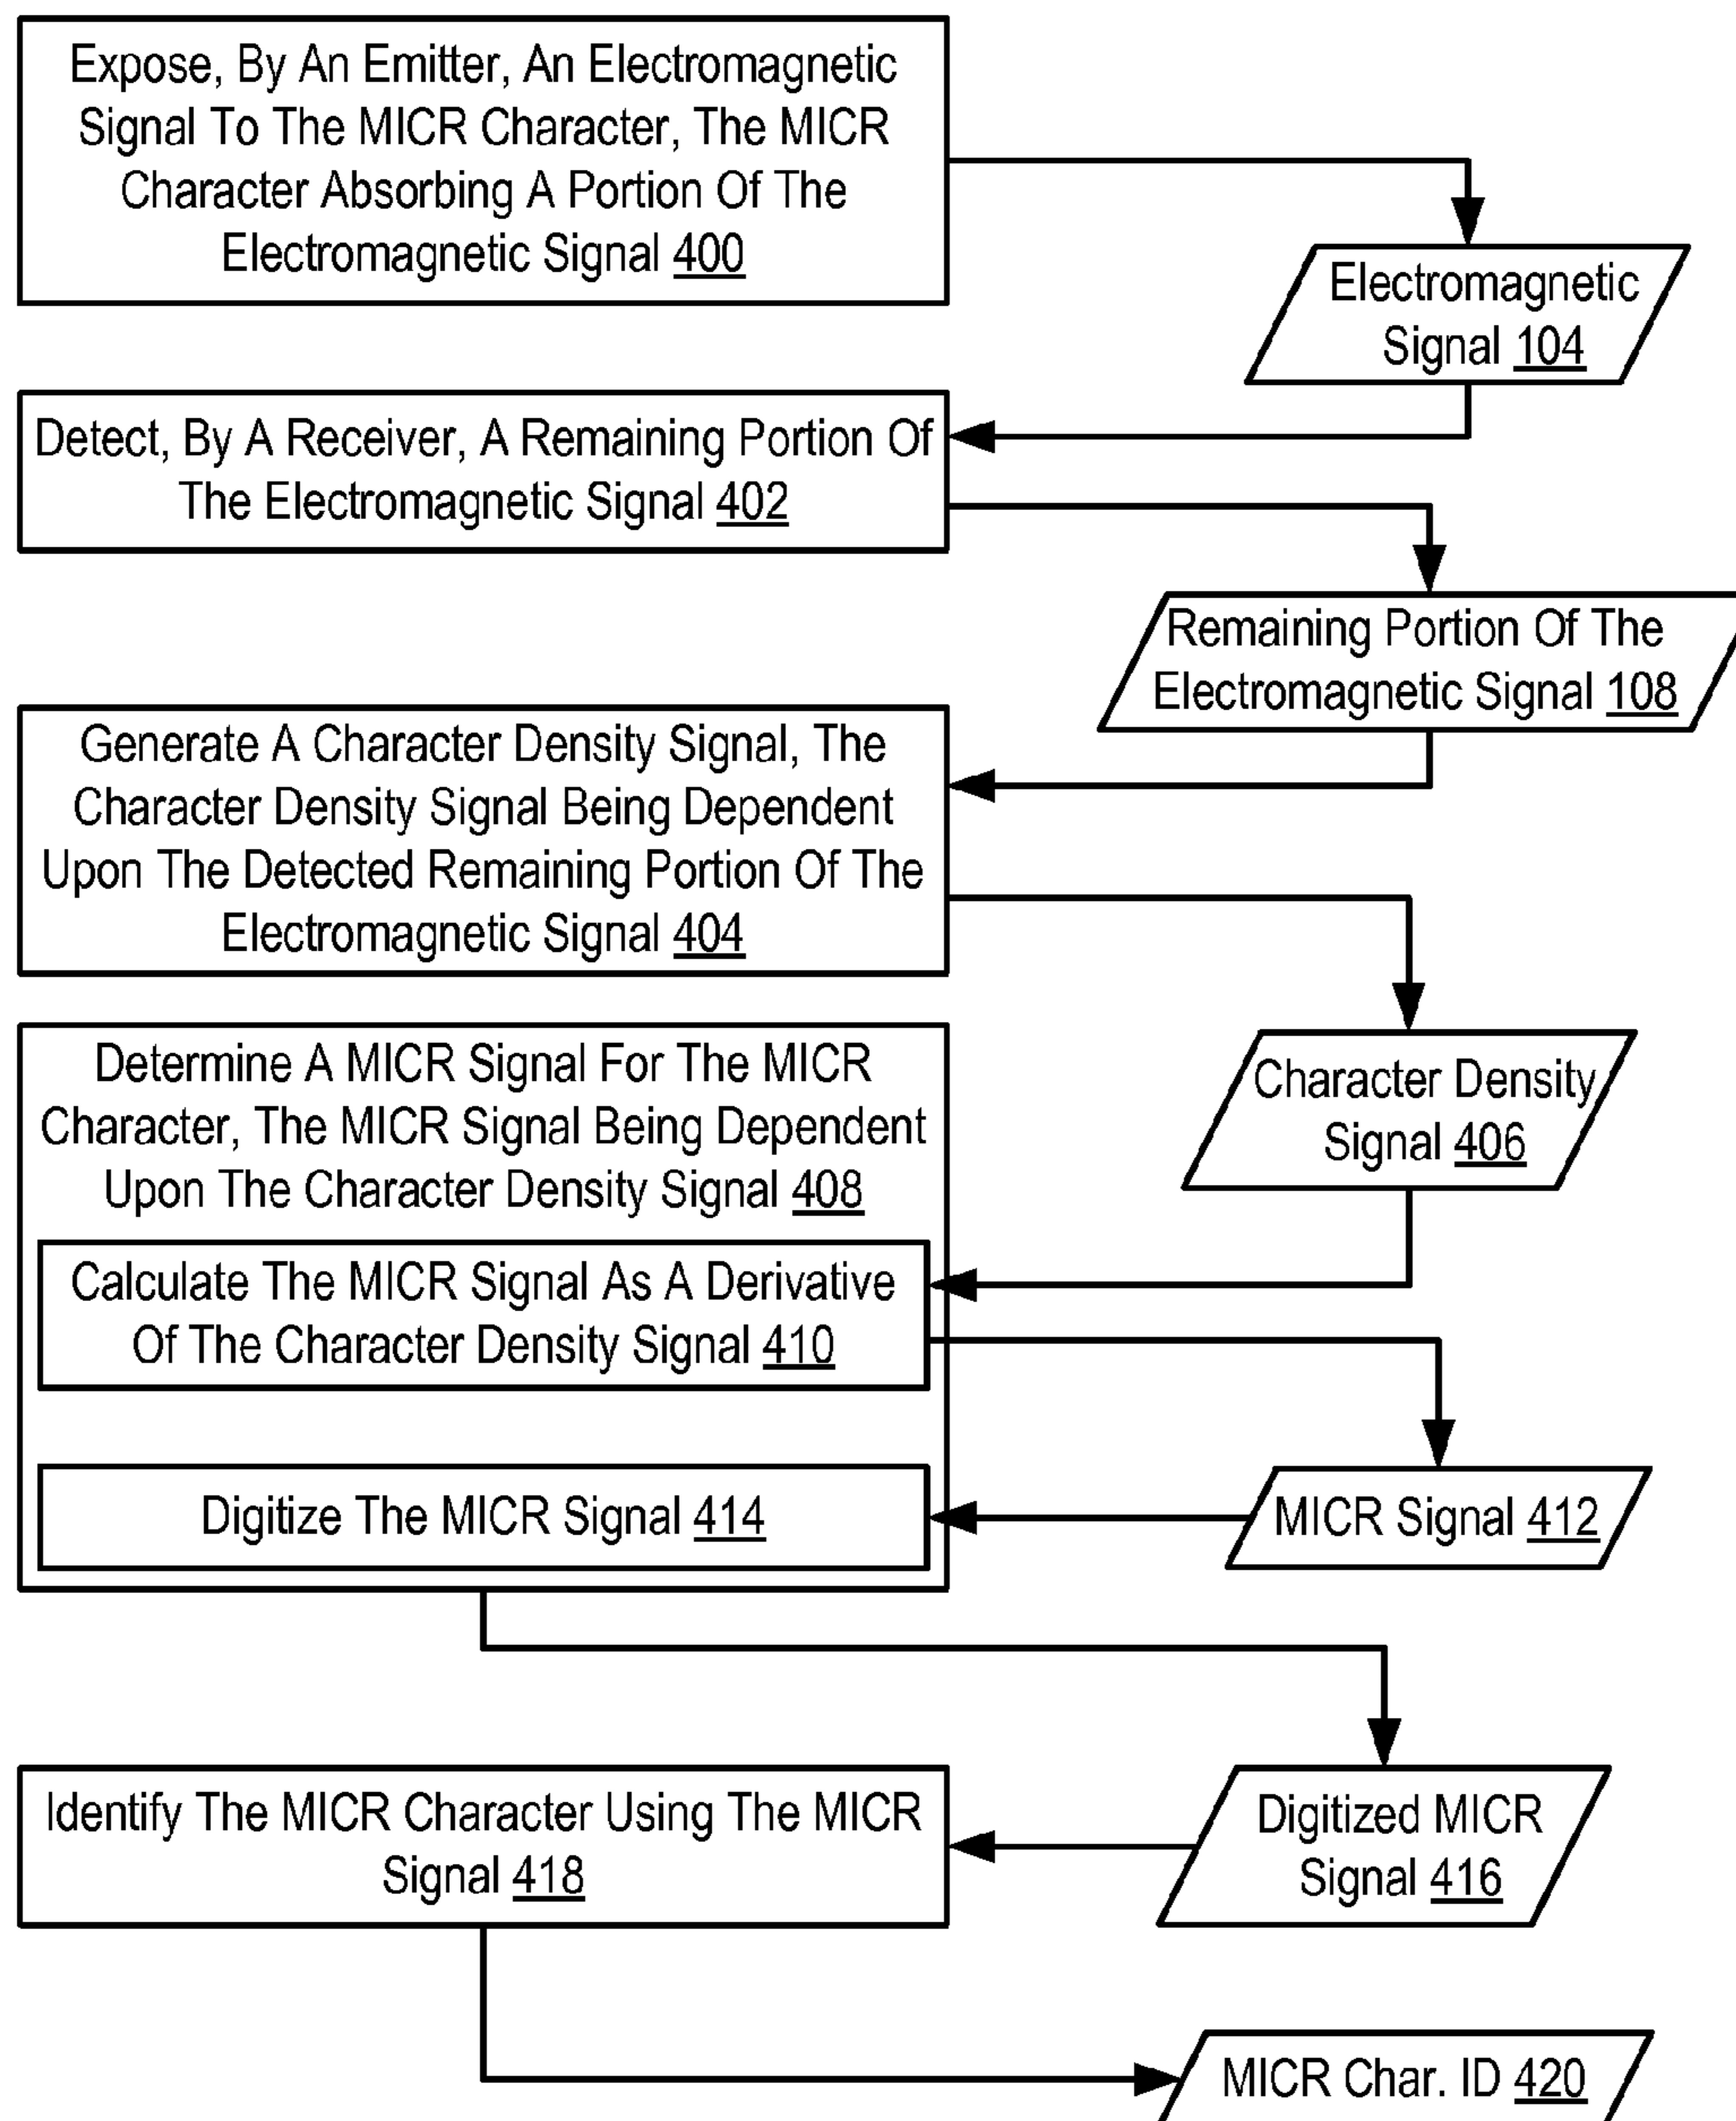 Expose, By An Emitter, An Electromagnetic
Signal To The MICR Character, The MICR
Character Absorbing A Portion Of The
Electromagnetic Signal 400
Electromagnetic
Signal 104
Detect, By A Receiver, A Remaining Portion Of
The Electromagnetic Signal 402
Remaining Portion Of The
Electromagnetic Signal 108
Generate A Character Density Signal, The
Character Density Signal Being Dependent
Upon The Detected Remaining Portion Of The
Electromagnetic Signal 404
Character Density
Signal 406
Determine A MICR Signal For The MICR
Character, The MICR Signal Being Dependent
Upon The Character Density Signal 408
Calculate The MICR Signal As A Derivative
Of The Character Density Signal 410
MICR Signal 412
Digitize The MICR Signal 414
Digitized MICR
Signal 416
Identify The MICR Character Using The MICR
Signal 418
MICR Char. ID 420